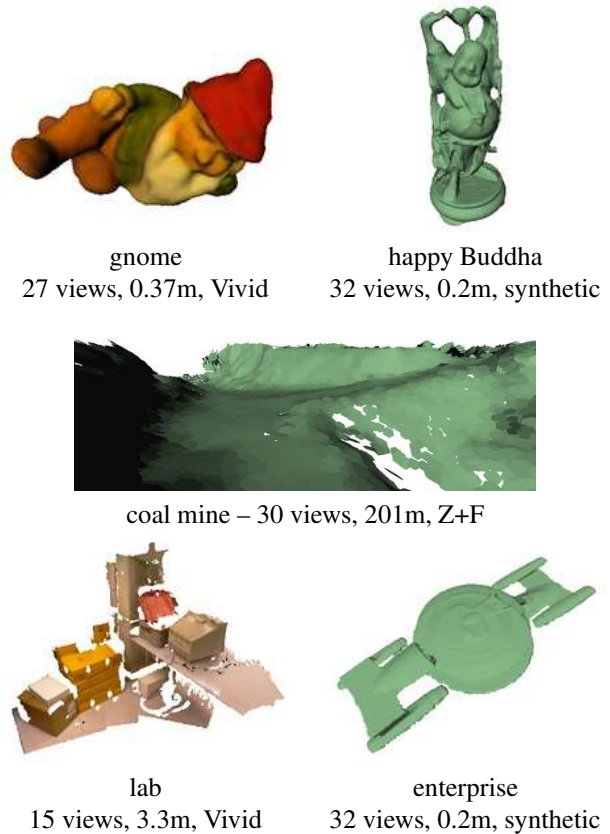 gnome
27 views, 0.37m, Vivid
happy Buddha
32 views, 0.2m, synthetic
coal mine – 30 views, 201m, Z+F
lab
15 views, 3.3m, Vivid
enterprise
32 views, 0.2m, synthetic